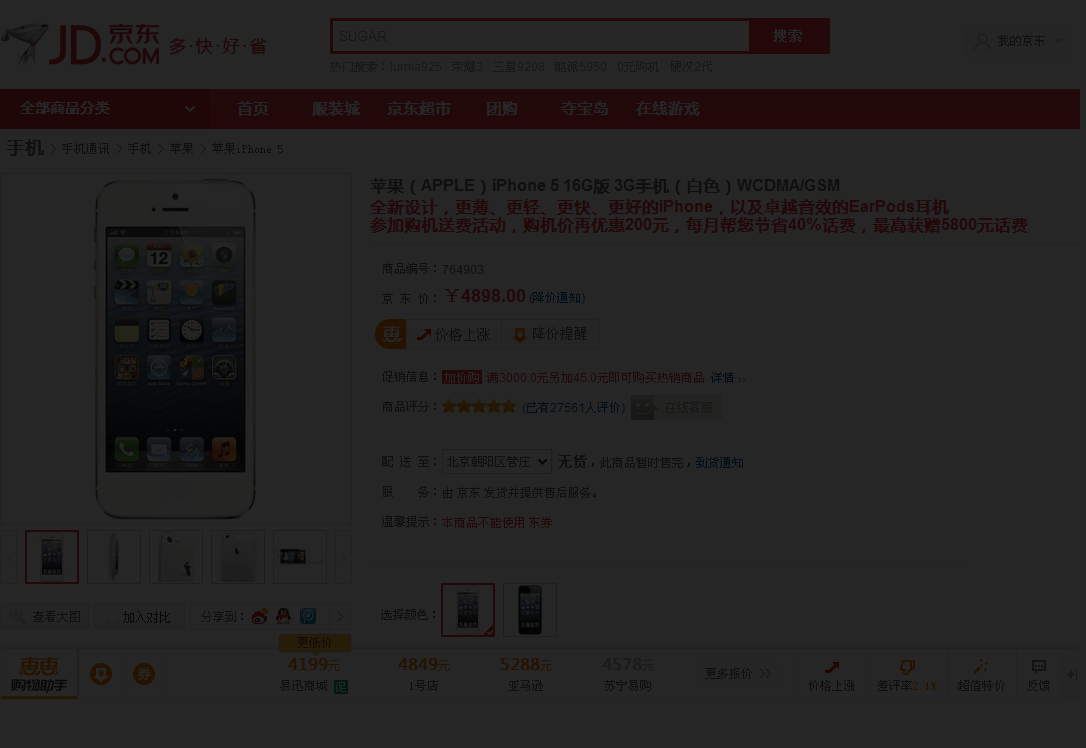 JD.COM 京东
多·快·好·省
SUGAR
搜索
我的京东
热门搜索：lumia925 荣耀3 三星9208 酷派5950 0元购机 硬汉2代
全部商品分类
首页 服装城 京东超市 团购 夺宝岛 在线游戏
手机 > 手机通讯 > 手机 > 苹果 > 苹果iPhone 5
苹果（APPLE）iPhone 5 16G版 3G手机（白色）WCDMA/GSM
全新设计，更薄、更轻、更快、更好的iPhone，以及卓越音效的EarPods耳机
参加购机送费活动，购机价再优惠200元，每月帮您节省40%话费，最高获赠5800元话费
商品编号：754903
京 东 价：￥4898.00 (降价通知)
惠 价格上涨 降价提醒
促销信息：加价购 满3000.0元另加45.0元即可购买热销商品 详情 »
商品评分： (已有27561人评价) 在线客服
配 送 至：北京朝阳区管庄 无货，此商品暂时售完，到货通知
服 务：由 京东 发货并提供售后服务。
温馨提示：本商品不能使用 东券
12
查看大图 加入对比 分享到：
选择颜色：
更低价
惠惠
购物助手
券
4199元
易迅商城 促
4849元
1号店
5288元
亚马逊
4578元
苏宁易购
更多报价 >>
价格上涨
差评率2.1%
超值特价
反馈